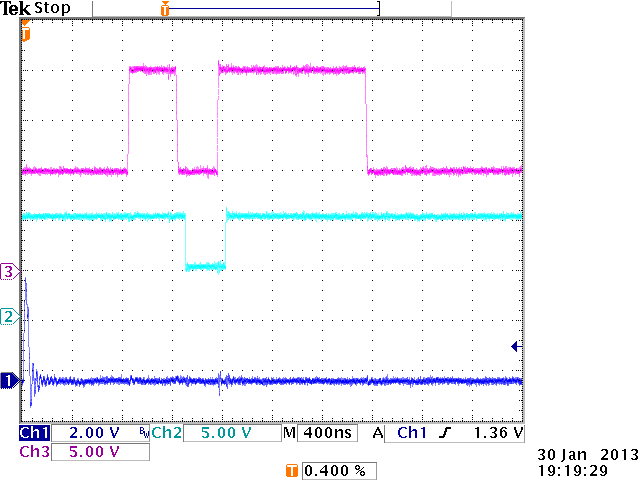 Tek Stop
T
T
3
2
1
Ch1 2.00 V BW Ch2 5.00 V M 400ns A Ch1 1.36 V
Ch3 5.00 V
T 0.400 %
30 Jan 2013
19:19:29